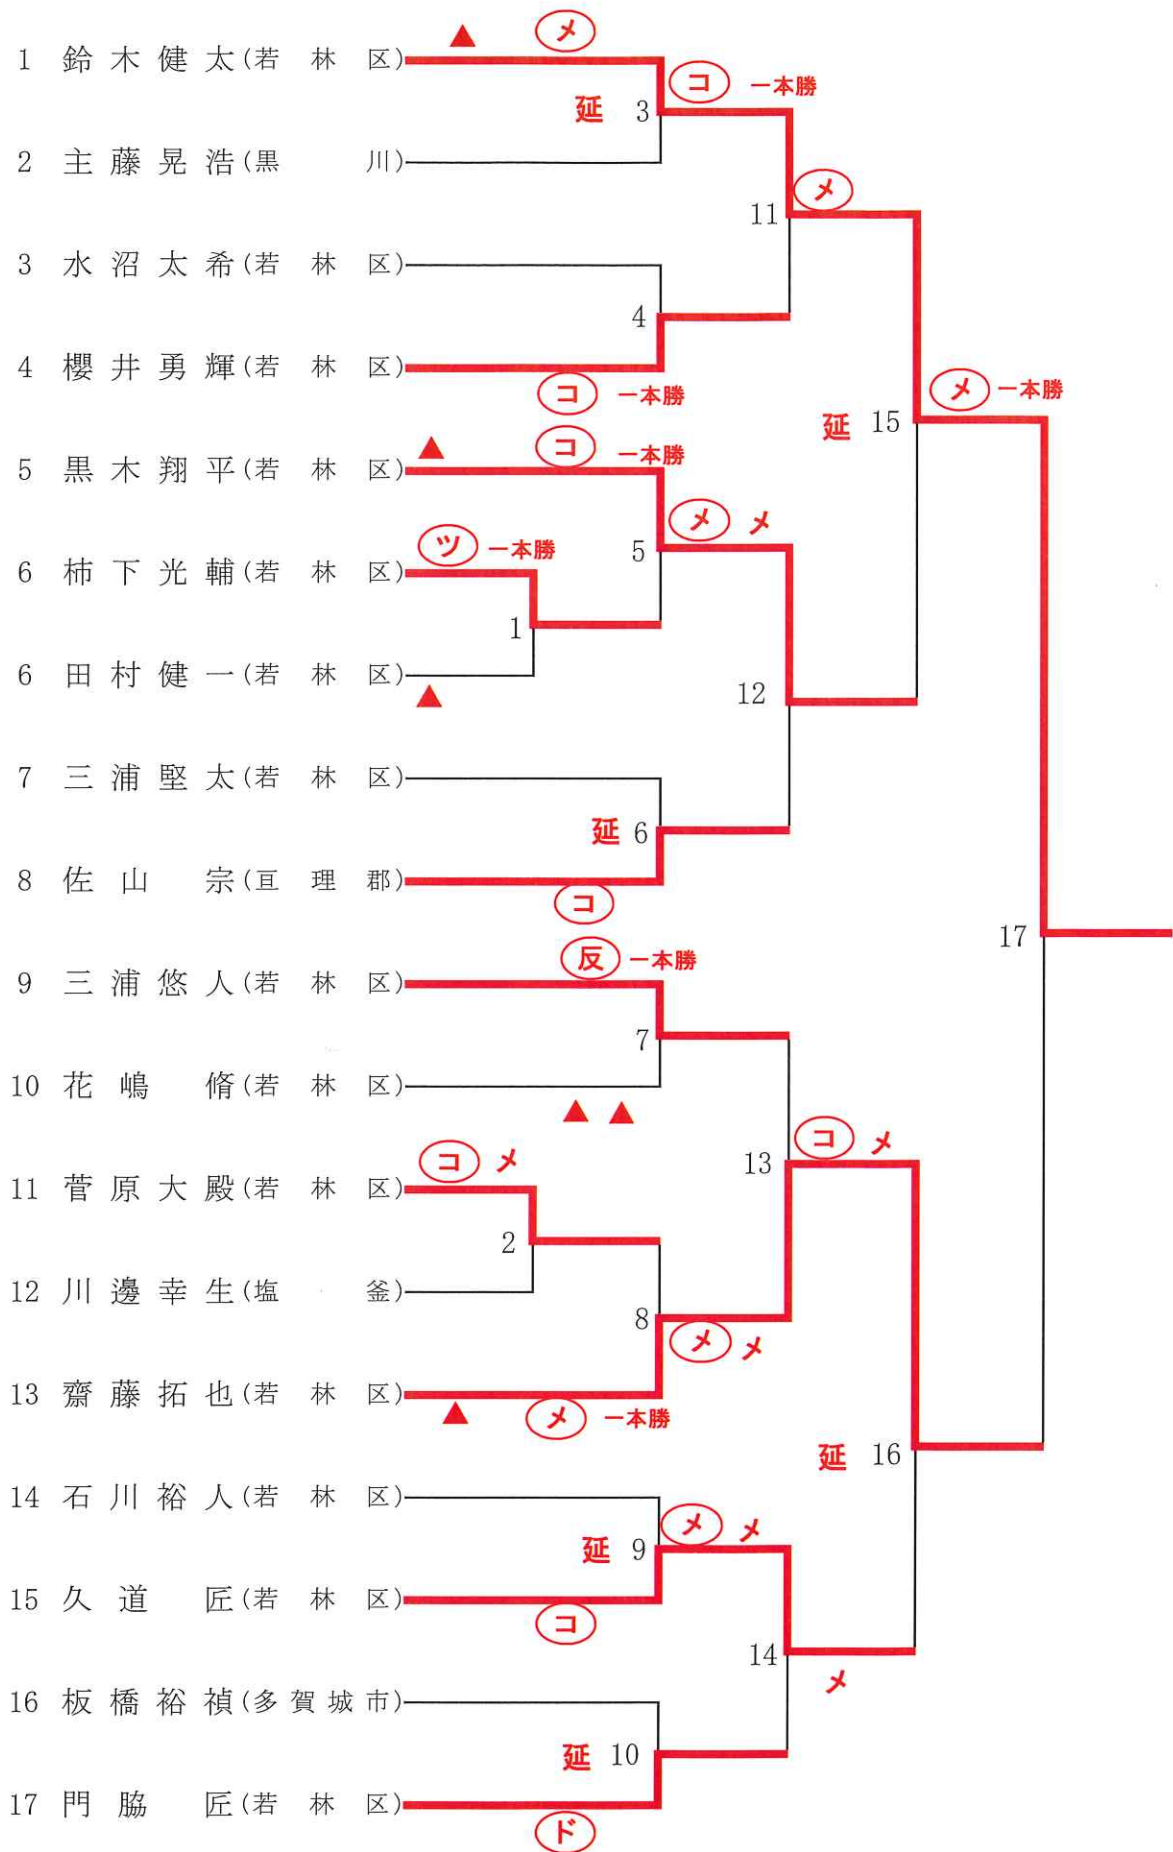 ▲ メ
1 鈴木健太(若林区)
コ 一本勝
延 3
2 主藤晃浩(黒川)
メ
11
3 水沼太希(若林区)
4
4 櫻井勇輝(若林区)
コ 一本勝
メ 一本勝
延 15
▲ コ 一本勝
5 黒木翔平(若林区)
メ メ
ツ 一本勝
5
6 柿下光輔(若林区)
1
6 田村健一(若林区)
▲
12
7 三浦堅太(若林区)
延 6
8 佐山宗(亘理郡)
コ
17
反 一本勝
9 三浦悠人(若林区)
7
10 花嶋脩(若林区)
▲ ▲
コ メ
コ メ
13
11 菅原大殿(若林区)
2
12 川邊幸生(塩釜)
8
メ メ
13 齋藤拓也(若林区)
▲ メ 一本勝
延 16
14 石川裕人(若林区)
メ メ
延 9
15 久道匠(若林区)
コ
14
メ
16 板橋裕禎(多賀城市)
延 10
17 門脇匠(若林区)
ド